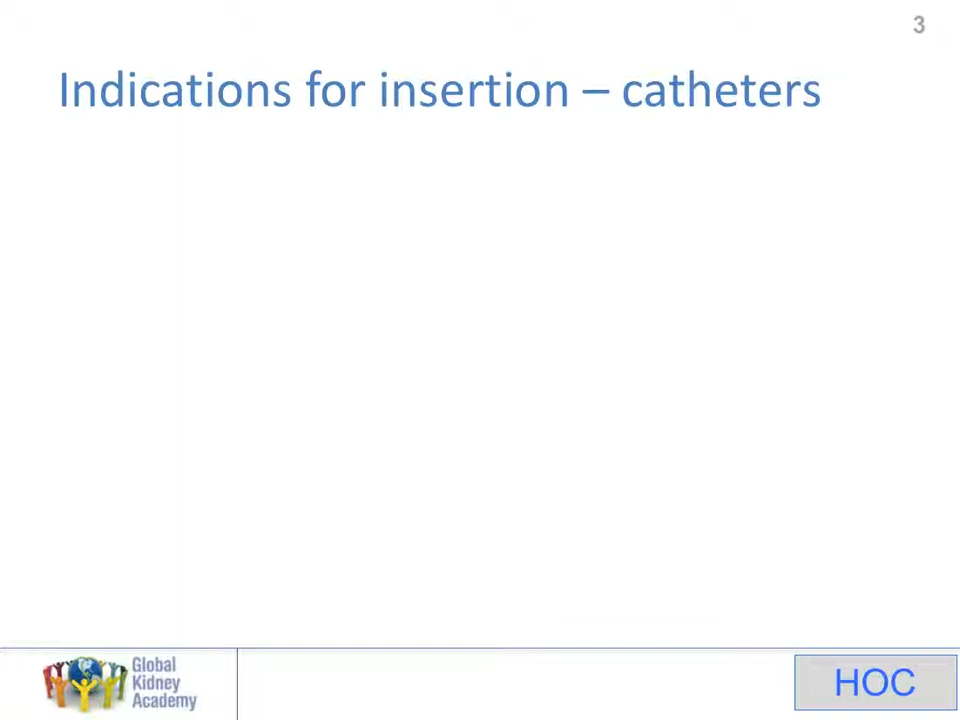 3
Indications for insertion – catheters
Global
Kidney
Academy
HOC